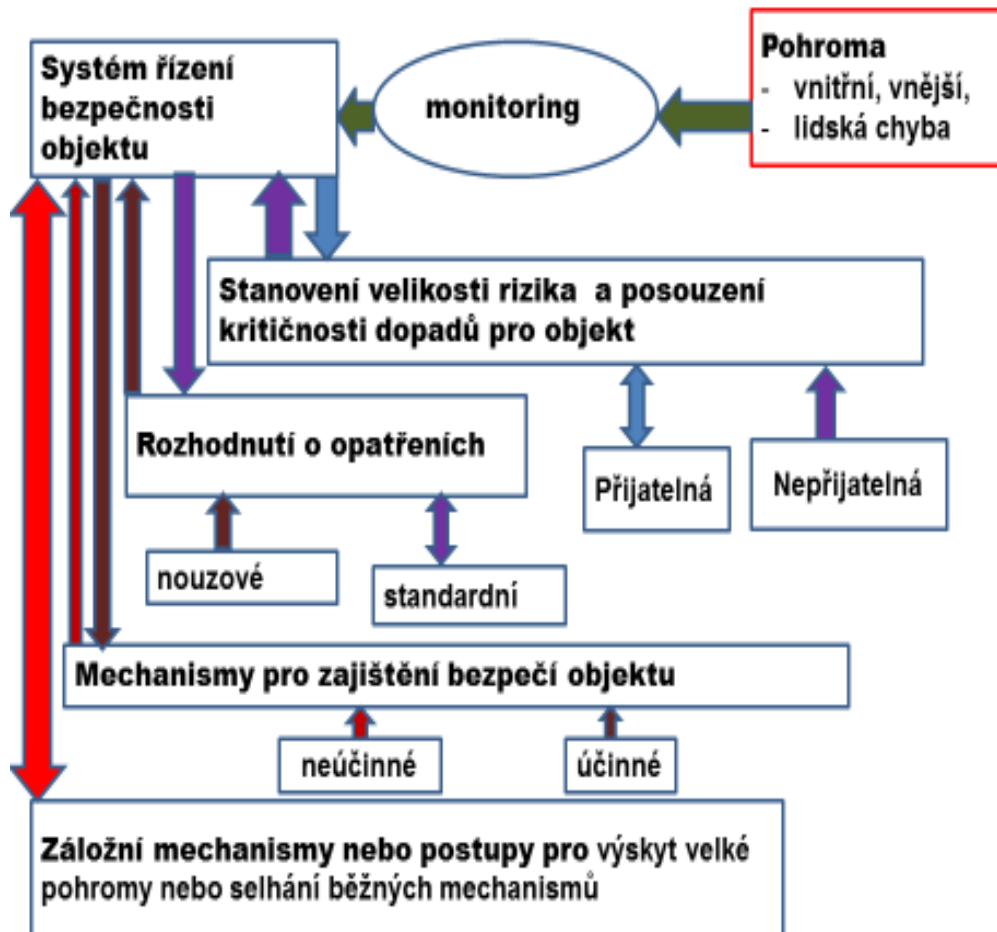 Systém řízení
bezpečnosti
objektu
monitoring
Pohroma
- vnitřní, vnější,
- lidská chyba
Stanovení velikosti rizika a posouzení
kritičnosti dopadů pro objekt
Rozhodnutí o opatřeních
Přijatelná
Nepřijatelná
nouzové
standardní
Mechanismy pro zajištění bezpečí objektu
neúčinné
účinné
Záložní mechanismy nebo postupy pro výskyt velké
pohromy nebo selhání běžných mechanismů